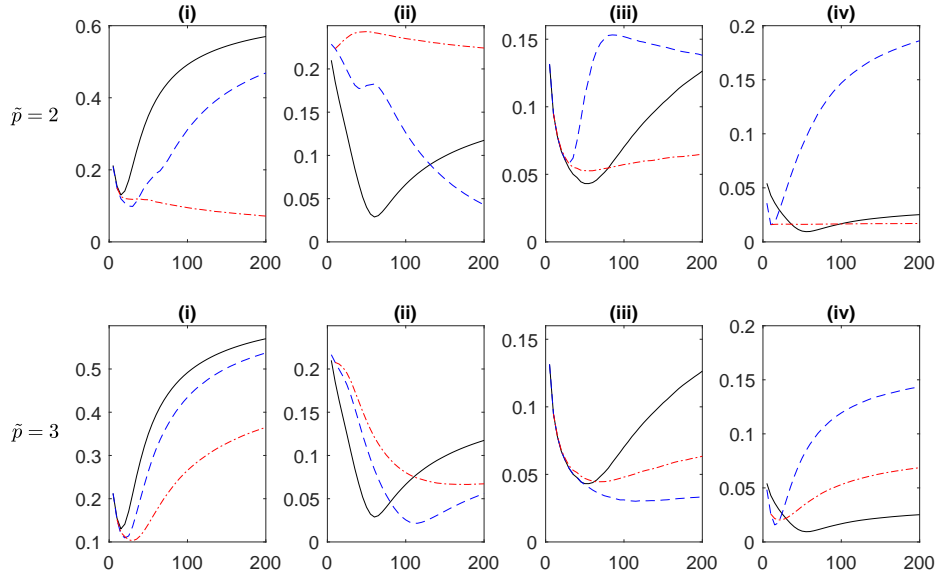 (i) (ii) (iii) (iv)
0.6 0.2 0.15 0.2
0.15 0.15
0.4 0.1
p̃ = 2 0.1 0.1
0.2 0.05 0.05 0.05
0 0 0 0
0 100 200 0 100 200 0 100 200 0 100 200
(i) (ii) (iii) (iv)
0.5 0.2 0.15 0.2
0.4 0.15 0.1 0.15
p̃ = 3 0.3 0.1 0.1
0.2 0.05 0.05 0.05
0.1 0 0 0
0 100 200 0 100 200 0 100 200 0 100 200